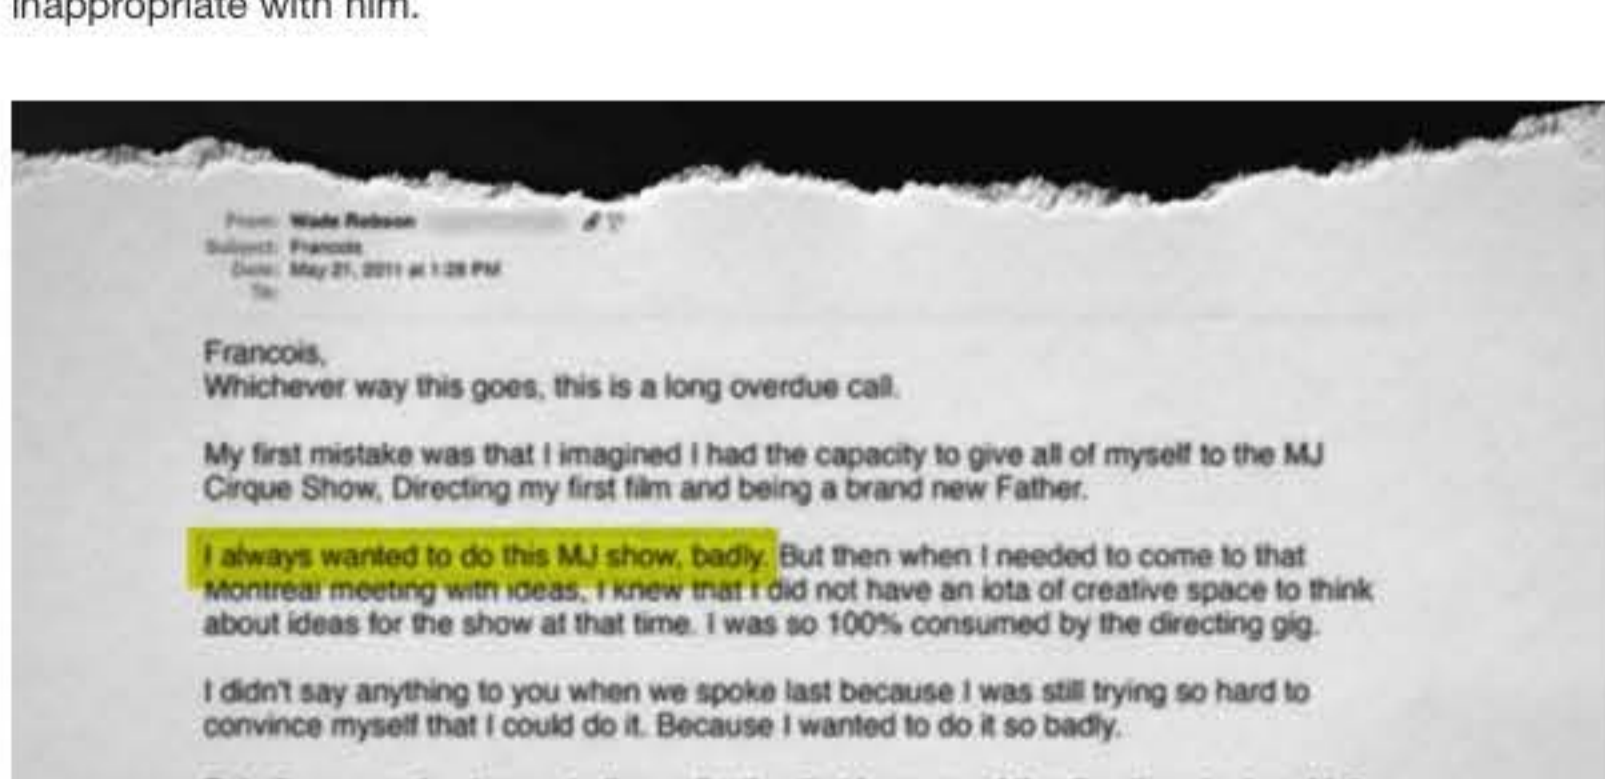 inappropriate with him.
From: Wade Robson
Subject: Francois
Date: May 21, 2011 at 1:28 PM
To:
Francois,
Whichever way this goes, this is a long overdue call.
My first mistake was that I imagined I had the capacity to give all of myself to the MJ
Cirque Show, Directing my first film and being a brand new Father.
I always wanted to do this MJ show, badly. But then when I needed to come to that
Montreal meeting with ideas, I knew that I did not have an iota of creative space to think
about ideas for the show at that time. I was so 100% consumed by the directing gig.
I didn't say anything to you when we spoke last because I was still trying so hard to
convince myself that I could do it. Because I wanted to do it so badly.